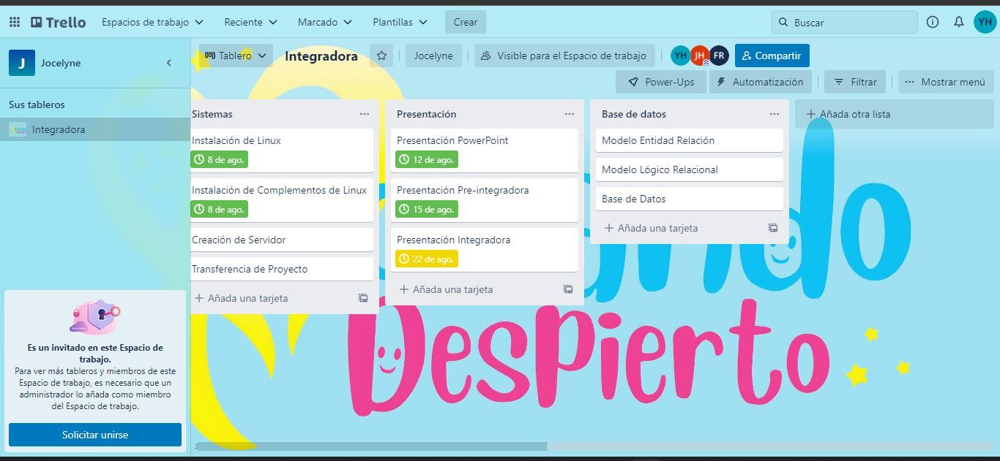 Trello
Espacios de trabajo
Reciente
Marcado
Plantillas
Crear
Buscar
YH
J
Jocelyne
Tablero
Integradora
Jocelyne
Visible para el Espacio de trabajo
YH
JH
FR
Compartir
Power-Ups
Automatización
Filtrar
Mostrar menú
Sus tableros
Integradora
Sistemas
Instalación de Linux
8 de ago.
Instalación de Complementos de Linux
8 de ago.
Creación de Servidor
Transferencia de Proyecto
Añada una tarjeta
Presentación
Presentación PowerPoint
12 de ago.
Presentación Pre-integradora
15 de ago.
Presentación Integradora
22 de ago.
Añada una tarjeta
Base de datos
Modelo Entidad Relación
Modelo Lógico Relacional
Base de Datos
Añada una tarjeta
Añada otra lista
Despierto
Es un invitado en este Espacio de
trabajo.
Para ver más tableros y miembros de este
Espacio de trabajo, es necesario que un
administrador lo añada como miembro
del Espacio de trabajo.
Solicitar unirse